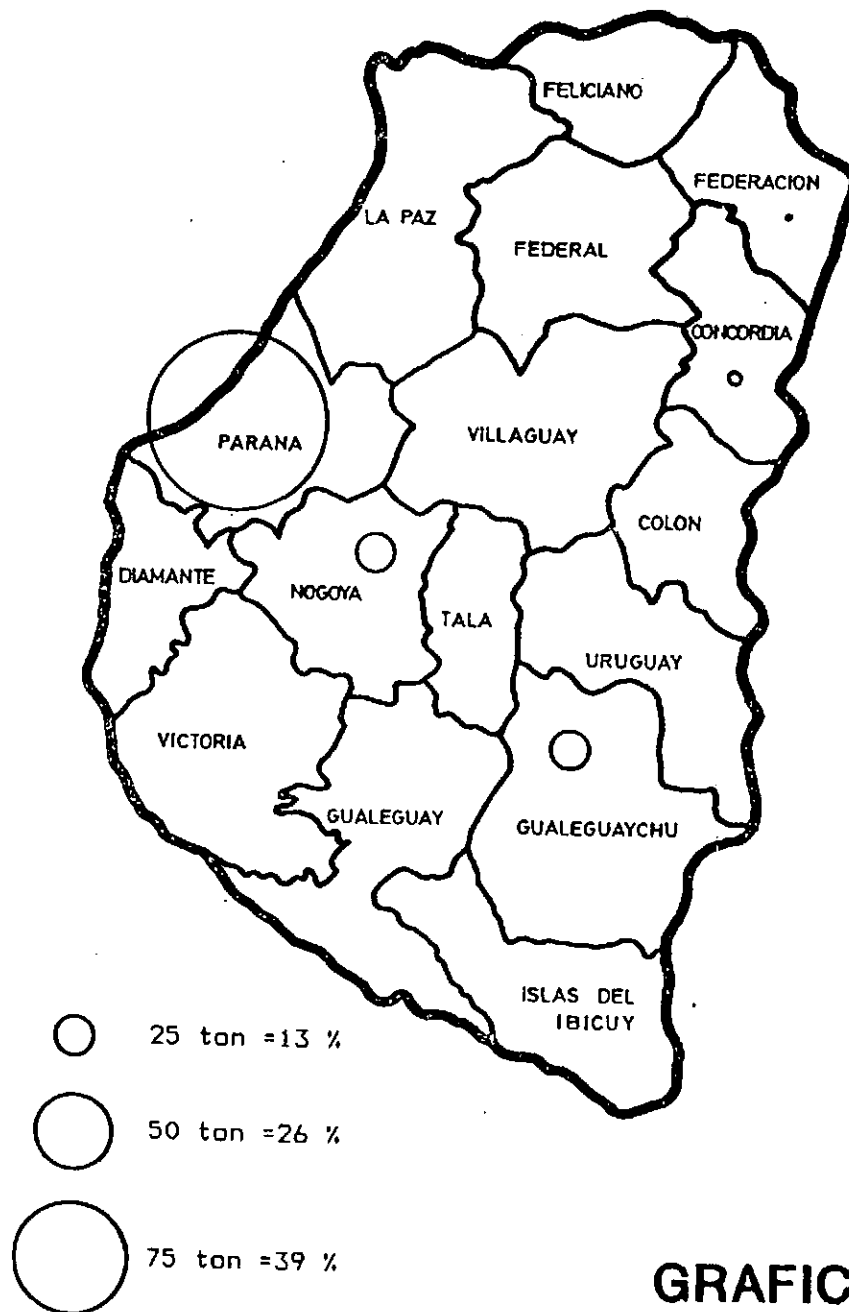 FELICIANO
FEDERACION
LA PAZ
FEDERAL
CONCORDIA
PARANA
VILLAGUAY
COLON
DIAMANTE
NOGOYA
TALA
URUGUAY
VICTORIA
GUALEGUAY
GUALEGUAYCHU
ISLAS DEL
IBICUY
25 ton =13 %
50 ton =26 %
75 ton =39 %
GRAFIC